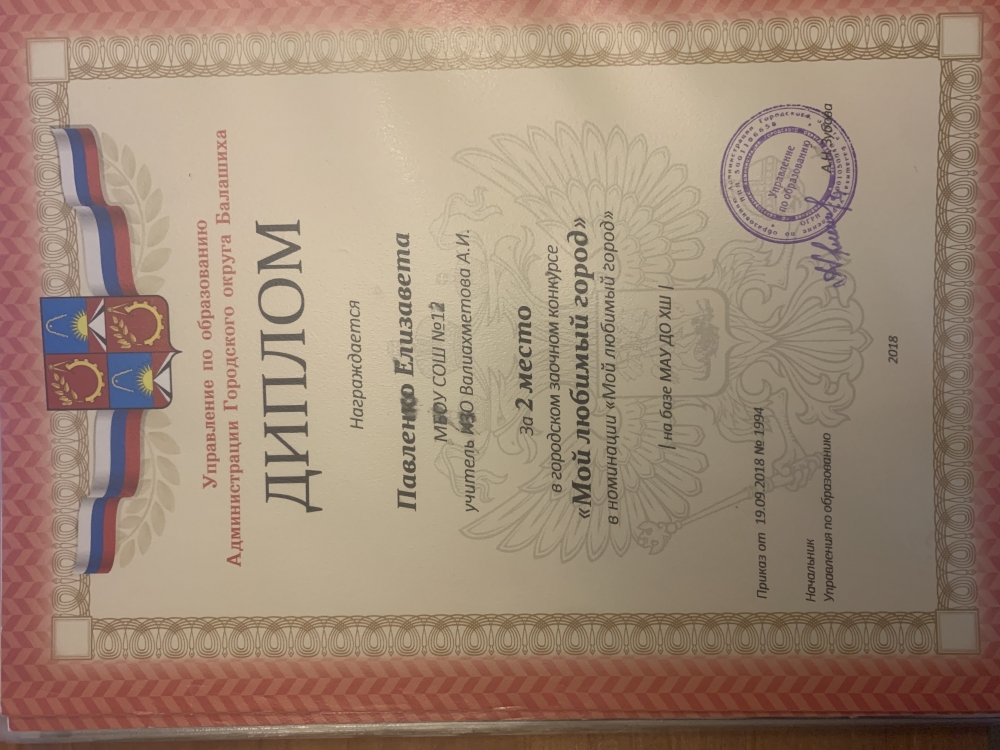 Управление по образованию
Администрации Городского округа Балашиха
ДИПЛОМ
Награждается
Павленко Елизавета
МБОУ СОШ №12
учитель ИЗО Валиахметова А.И.
За 2 место
в городском заочном конкурсе
«Мой любимый город»
в номинации «Мой любимый город»
| на базе МАУ ДО ХШ |
Приказ от 19.09.2018 № 1994
Начальник
Управления по образованию
А.Н.Зубова
Управление
по образованию
2018